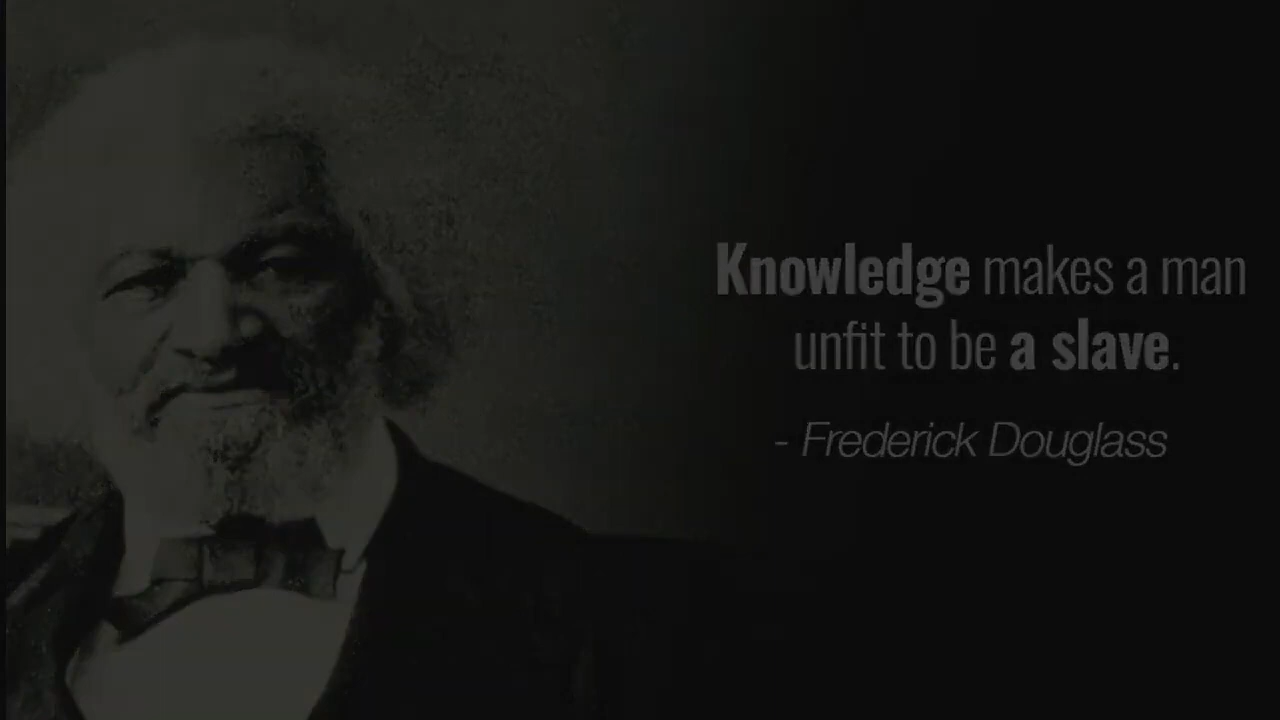 Knowledge makes a man
unfit to be a slave.
- Frederick Douglass